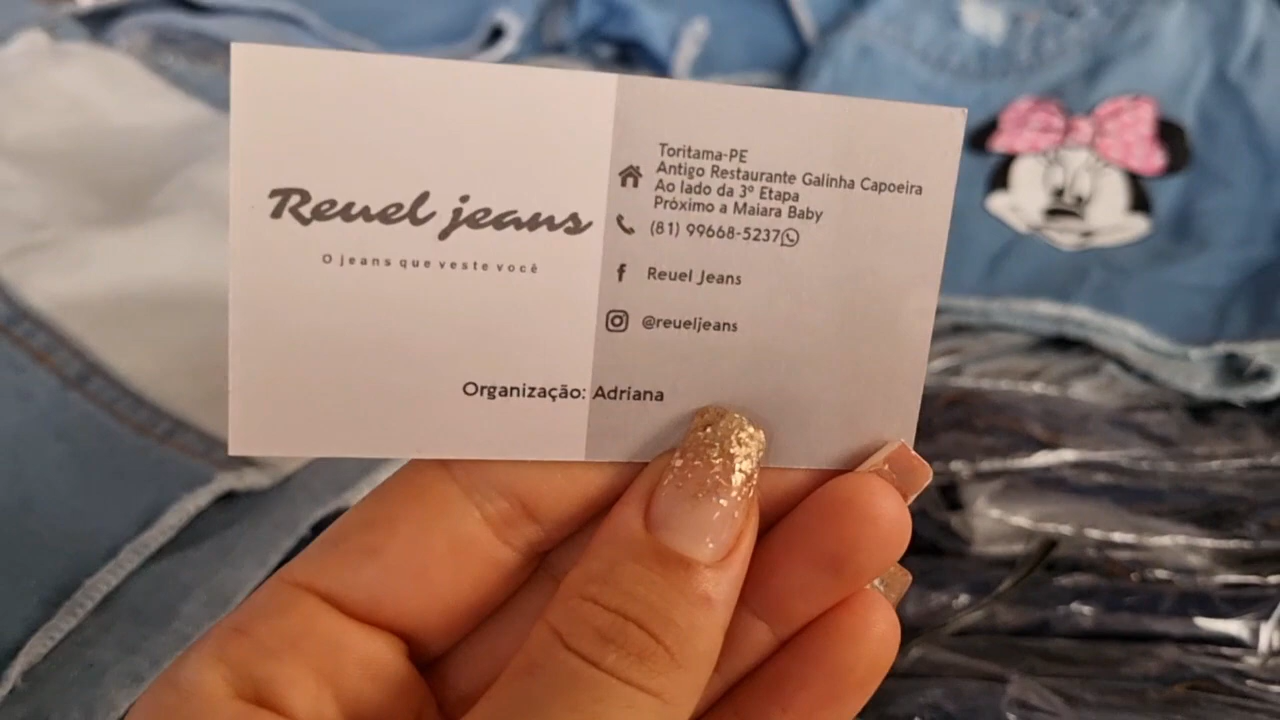 Reuel jeans
O jeans que veste você
Toritama-PE
Antigo Restaurante Galinha Capoeira
Ao lado da 3º Etapa
Próximo a Maiara Baby
(81) 99668-5237
Reuel Jeans
@reueljeans
Organização: Adriana